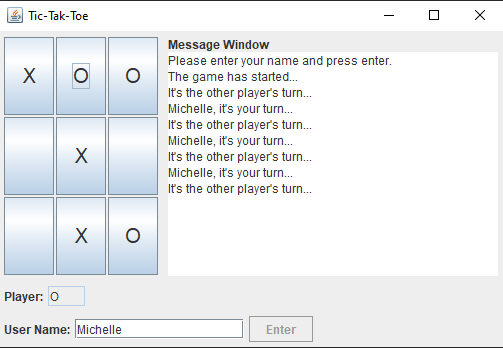 Tic-Tak-Toe
X O O
X
X O
Message Window
Please enter your name and press enter.
The game has started...
It's the other player's turn...
Michelle, it's your turn...
It's the other player's turn...
Michelle, it's your turn...
It's the other player's turn...
Michelle, it's your turn...
It's the other player's turn...
Player: O
User Name: Michelle Enter